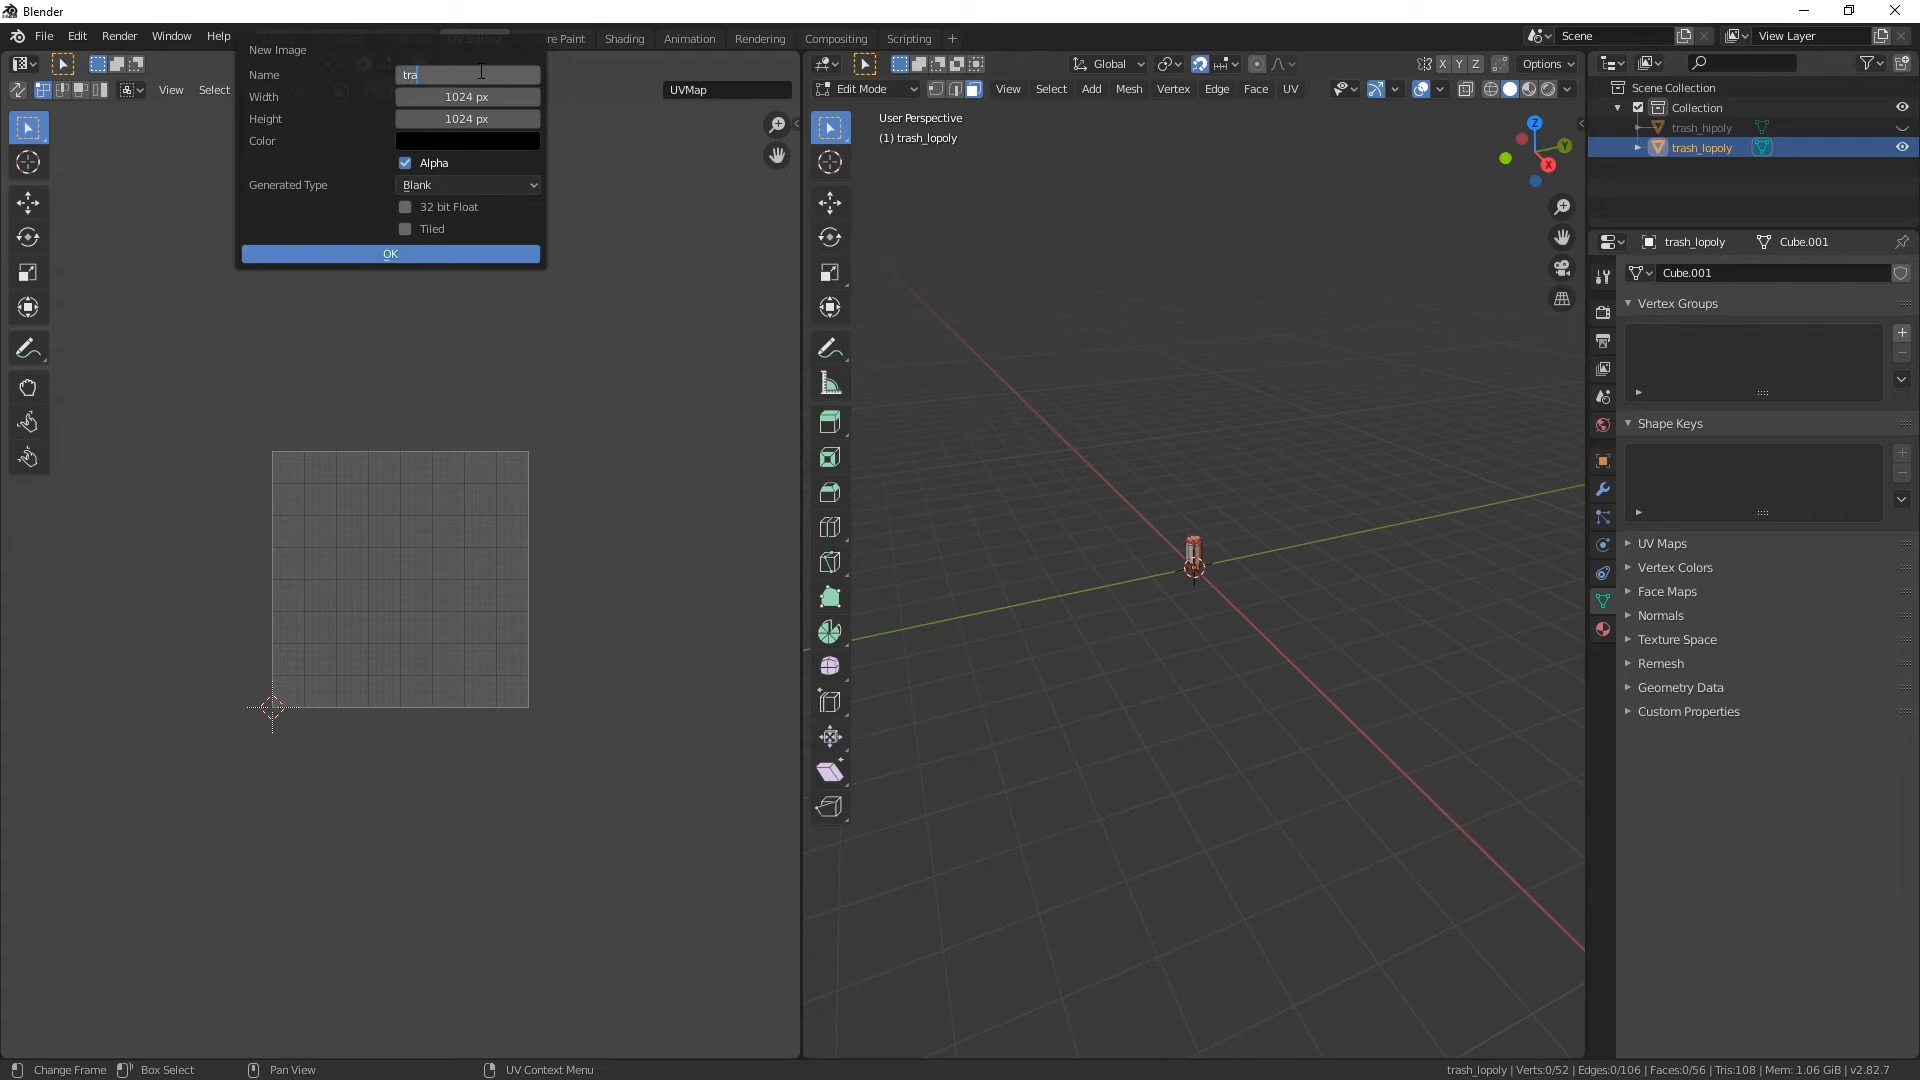 Blender
File Edit Render Window Help
Paint Shading Animation Rendering Compositing Scripting
Scene
View Layer
New Image
Name tra
Width 1024 px
Height 1024 px
Color
Alpha
Generated Type Blank
32 bit Float
Tiled
OK
View Select
UVMap
Global
X Y Z
Options
Edit Mode
View Select Add Mesh Vertex Edge Face UV
User Perspective
(1) trash_lopoly
Z
Y
X
Scene Collection
Collection
trash_hipoly
trash_lopoly
trash_lopoly Cube.001
Cube.001
Vertex Groups
Shape Keys
UV Maps
Vertex Colors
Face Maps
Normals
Texture Space
Remesh
Geometry Data
Custom Properties
Change Frame Box Select Pan View UV Context Menu
trash_lopoly | Verts:0/52 | Edges:0/106 | Faces:0/56 | Tris:108 | Mem: 1.06 GiB | v2.82.7